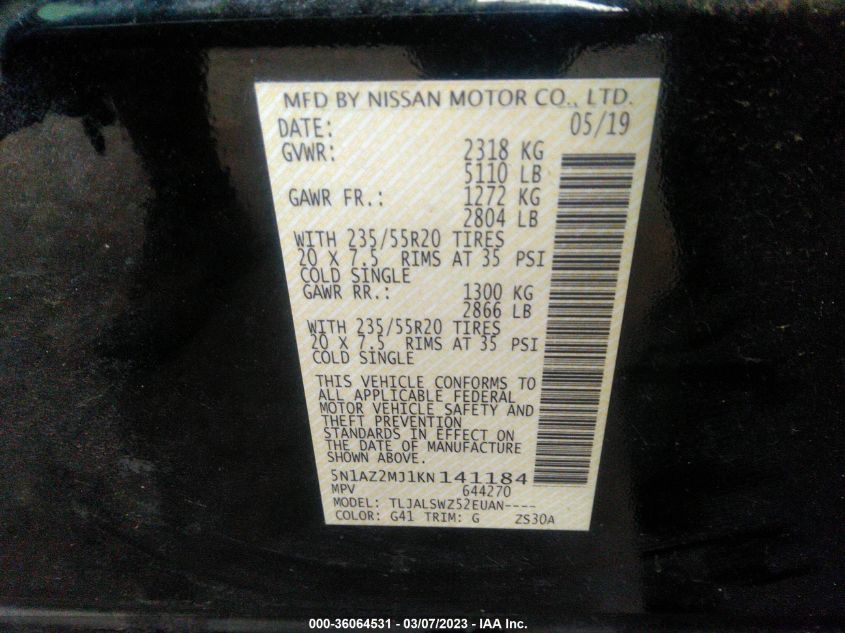 MFD BY NISSAN MOTOR CO., LTD.
DATE: 05/19
GVWR: 2318 KG
5110 LB
GAWR FR.: 1272 KG
2804 LB
WITH 235/55R20 TIRES
20 X 7.5 RIMS AT 35 PSI
COLD SINGLE
GAWR RR.: 1300 KG
2866 LB
WITH 235/55R20 TIRES
20 X 7.5 RIMS AT 35 PSI
COLD SINGLE
THIS VEHICLE CONFORMS TO
ALL APPLICABLE FEDERAL
MOTOR VEHICLE SAFETY AND
THEFT PREVENTION
STANDARDS IN EFFECT ON
THE DATE OF MANUFACTURE
SHOWN ABOVE.
5N1AZ2MJ1KN141184
MPV 644270
MODEL: TLJALSWZ52EUAN----
COLOR: G41 TRIM: G ZS30A
000-36064531 - 03/07/2023 - IAA Inc.